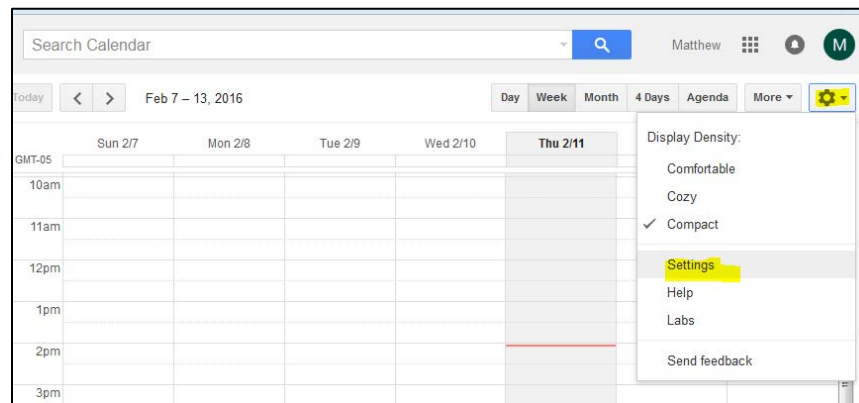 Search Calendar
Matthew
M
Today
Feb 7 – 13, 2016
Day Week Month 4 Days Agenda
More
Sun 2/7 Mon 2/8 Tue 2/9 Wed 2/10 Thu 2/11
GMT-05
10am
11am
12pm
1pm
2pm
3pm
Display Density:
Comfortable
Cozy
Compact
Settings
Help
Labs
Send feedback